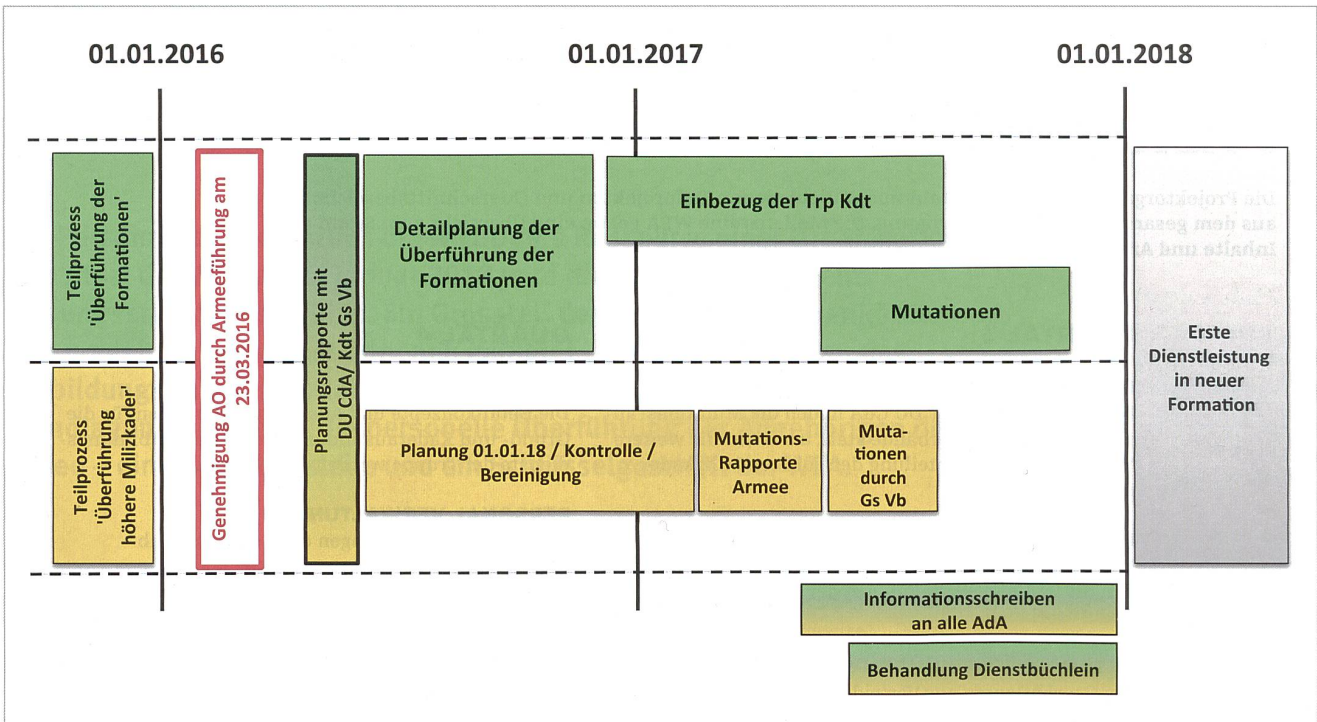 01.01.2016
01.01.2017
01.01.2018
Teilprozess
'Überführung der
Formationen'
Genehmigung AO durch Armeeführung am
23.03.2016
Planungsrapporte mit
DU CdA/ Kdt Gs Vb
Detailplanung der
Überführung der
Formationen
Einbezug der Trp Kdt
Mutationen
Erste
Dienstleistung
in neuer
Formation
Teilprozess
'Überführung
höhere Milizkader'
Planung 01.01.18 / Kontrolle /
Bereinigung
Mutations-
Rapporte
Armee
Muta-
tionen
durch
Gs Vb
Informationsschreiben
an alle AdA
Behandlung Dienstbüchlein